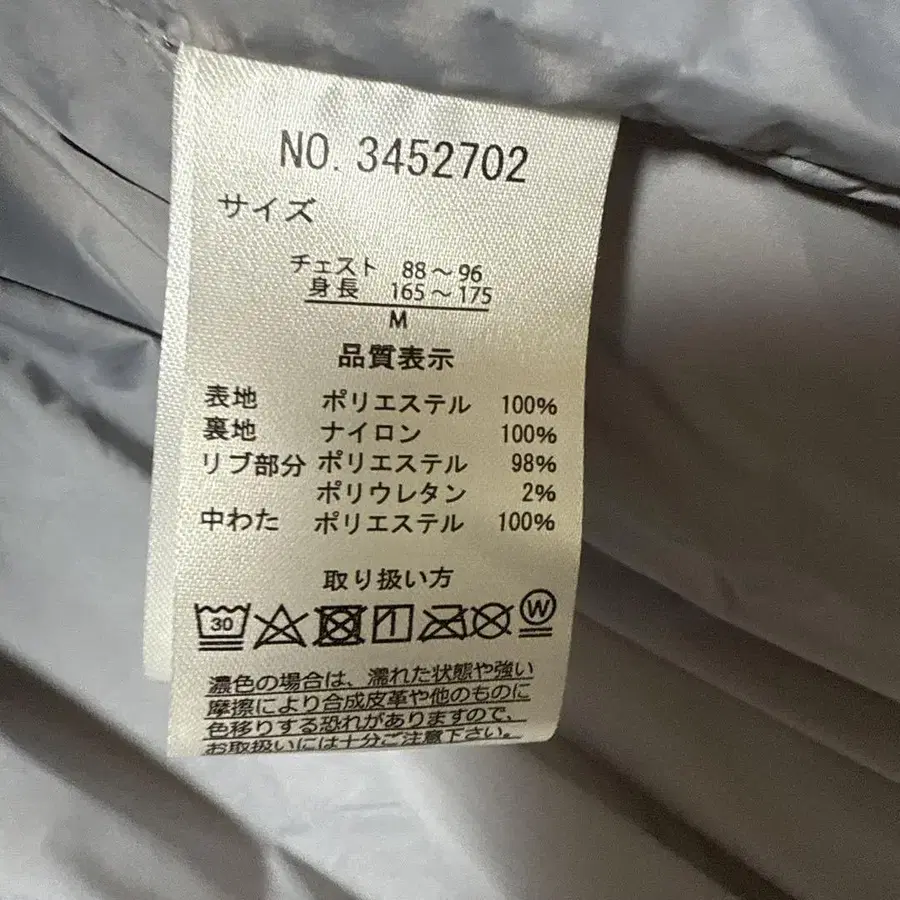 NO. 3452702
サイズ
チェスト 88～96
身長 165～175
M
品質表示
表地 ポリエステル 100%
裏地 ナイロン 100%
リブ部分 ポリエステル 98%
ポリウレタン 2%
中わた ポリエステル 100%
取り扱い方
30 W
濃色の場合は、濡れた状態や強い
摩擦により合成皮革や他のものに
色移りする恐れがありますので、
お取扱いには十分ご注意下さい。